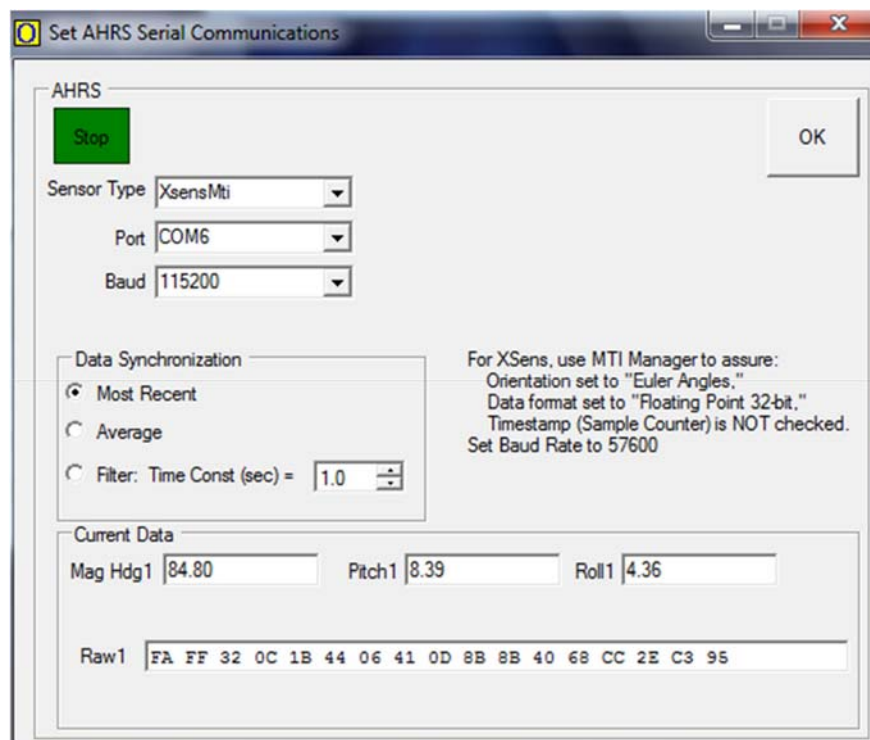 Set AHRS Serial Communications
AHRS
Stop
OK
Sensor Type XsensMti
Port COM6
Baud 115200
Data Synchronization
Most Recent
Average
Filter: Time Const (sec) = 1.0
For XSens, use MTI Manager to assure:
Orientation set to "Euler Angles,"
Data format set to "Floating Point 32-bit,"
Timestamp (Sample Counter) is NOT checked.
Set Baud Rate to 57600
Current Data
Mag Hdg1 84.80 Pitch1 8.39 Roll1 4.36
Raw1 FA FF 32 0C 1B 44 06 41 0D 8B 8B 40 68 CC 2E C3 95